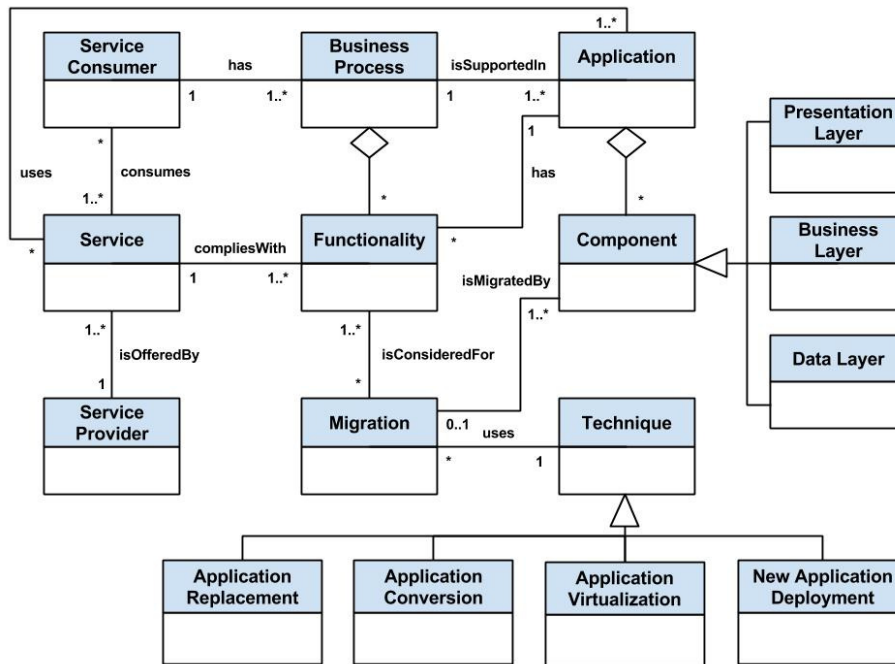 1..*
Service
Consumer
has
1
1..*
Business
Process
isSupportedIn
1
1..*
Application
Presentation
Layer
*
1
uses
consumes
has
1..*
*
*
Service
compliesWith
Functionality
*
Component
Business
Layer
*
1
1..*
isMigratedBy
1..*
1..*
1..*
isOfferedBy
isConsideredFor
Data Layer
1
*
Service
Provider
Migration
0..1
uses
Technique
*
1
Application
Replacement
Application
Conversion
Application
Virtualization
New Application
Deployment